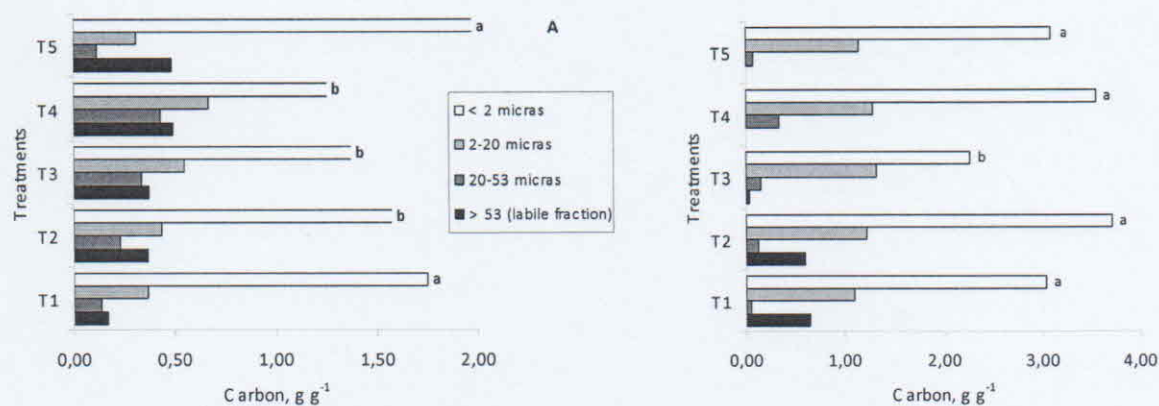 A
T5
a
T4
b
T3
b
T2
b
T1
a
Treatments
0,00 0,50 1,00 1,50 2,00
Carbon, g g-1
< 2 micras
2-20 micras
20-53 micras
> 53 (labile fraction)
T5
a
T4
a
T3
b
T2
a
T1
a
Treatments
0,00 1,00 2,00 3,00 4,00
Carbon, g g-1